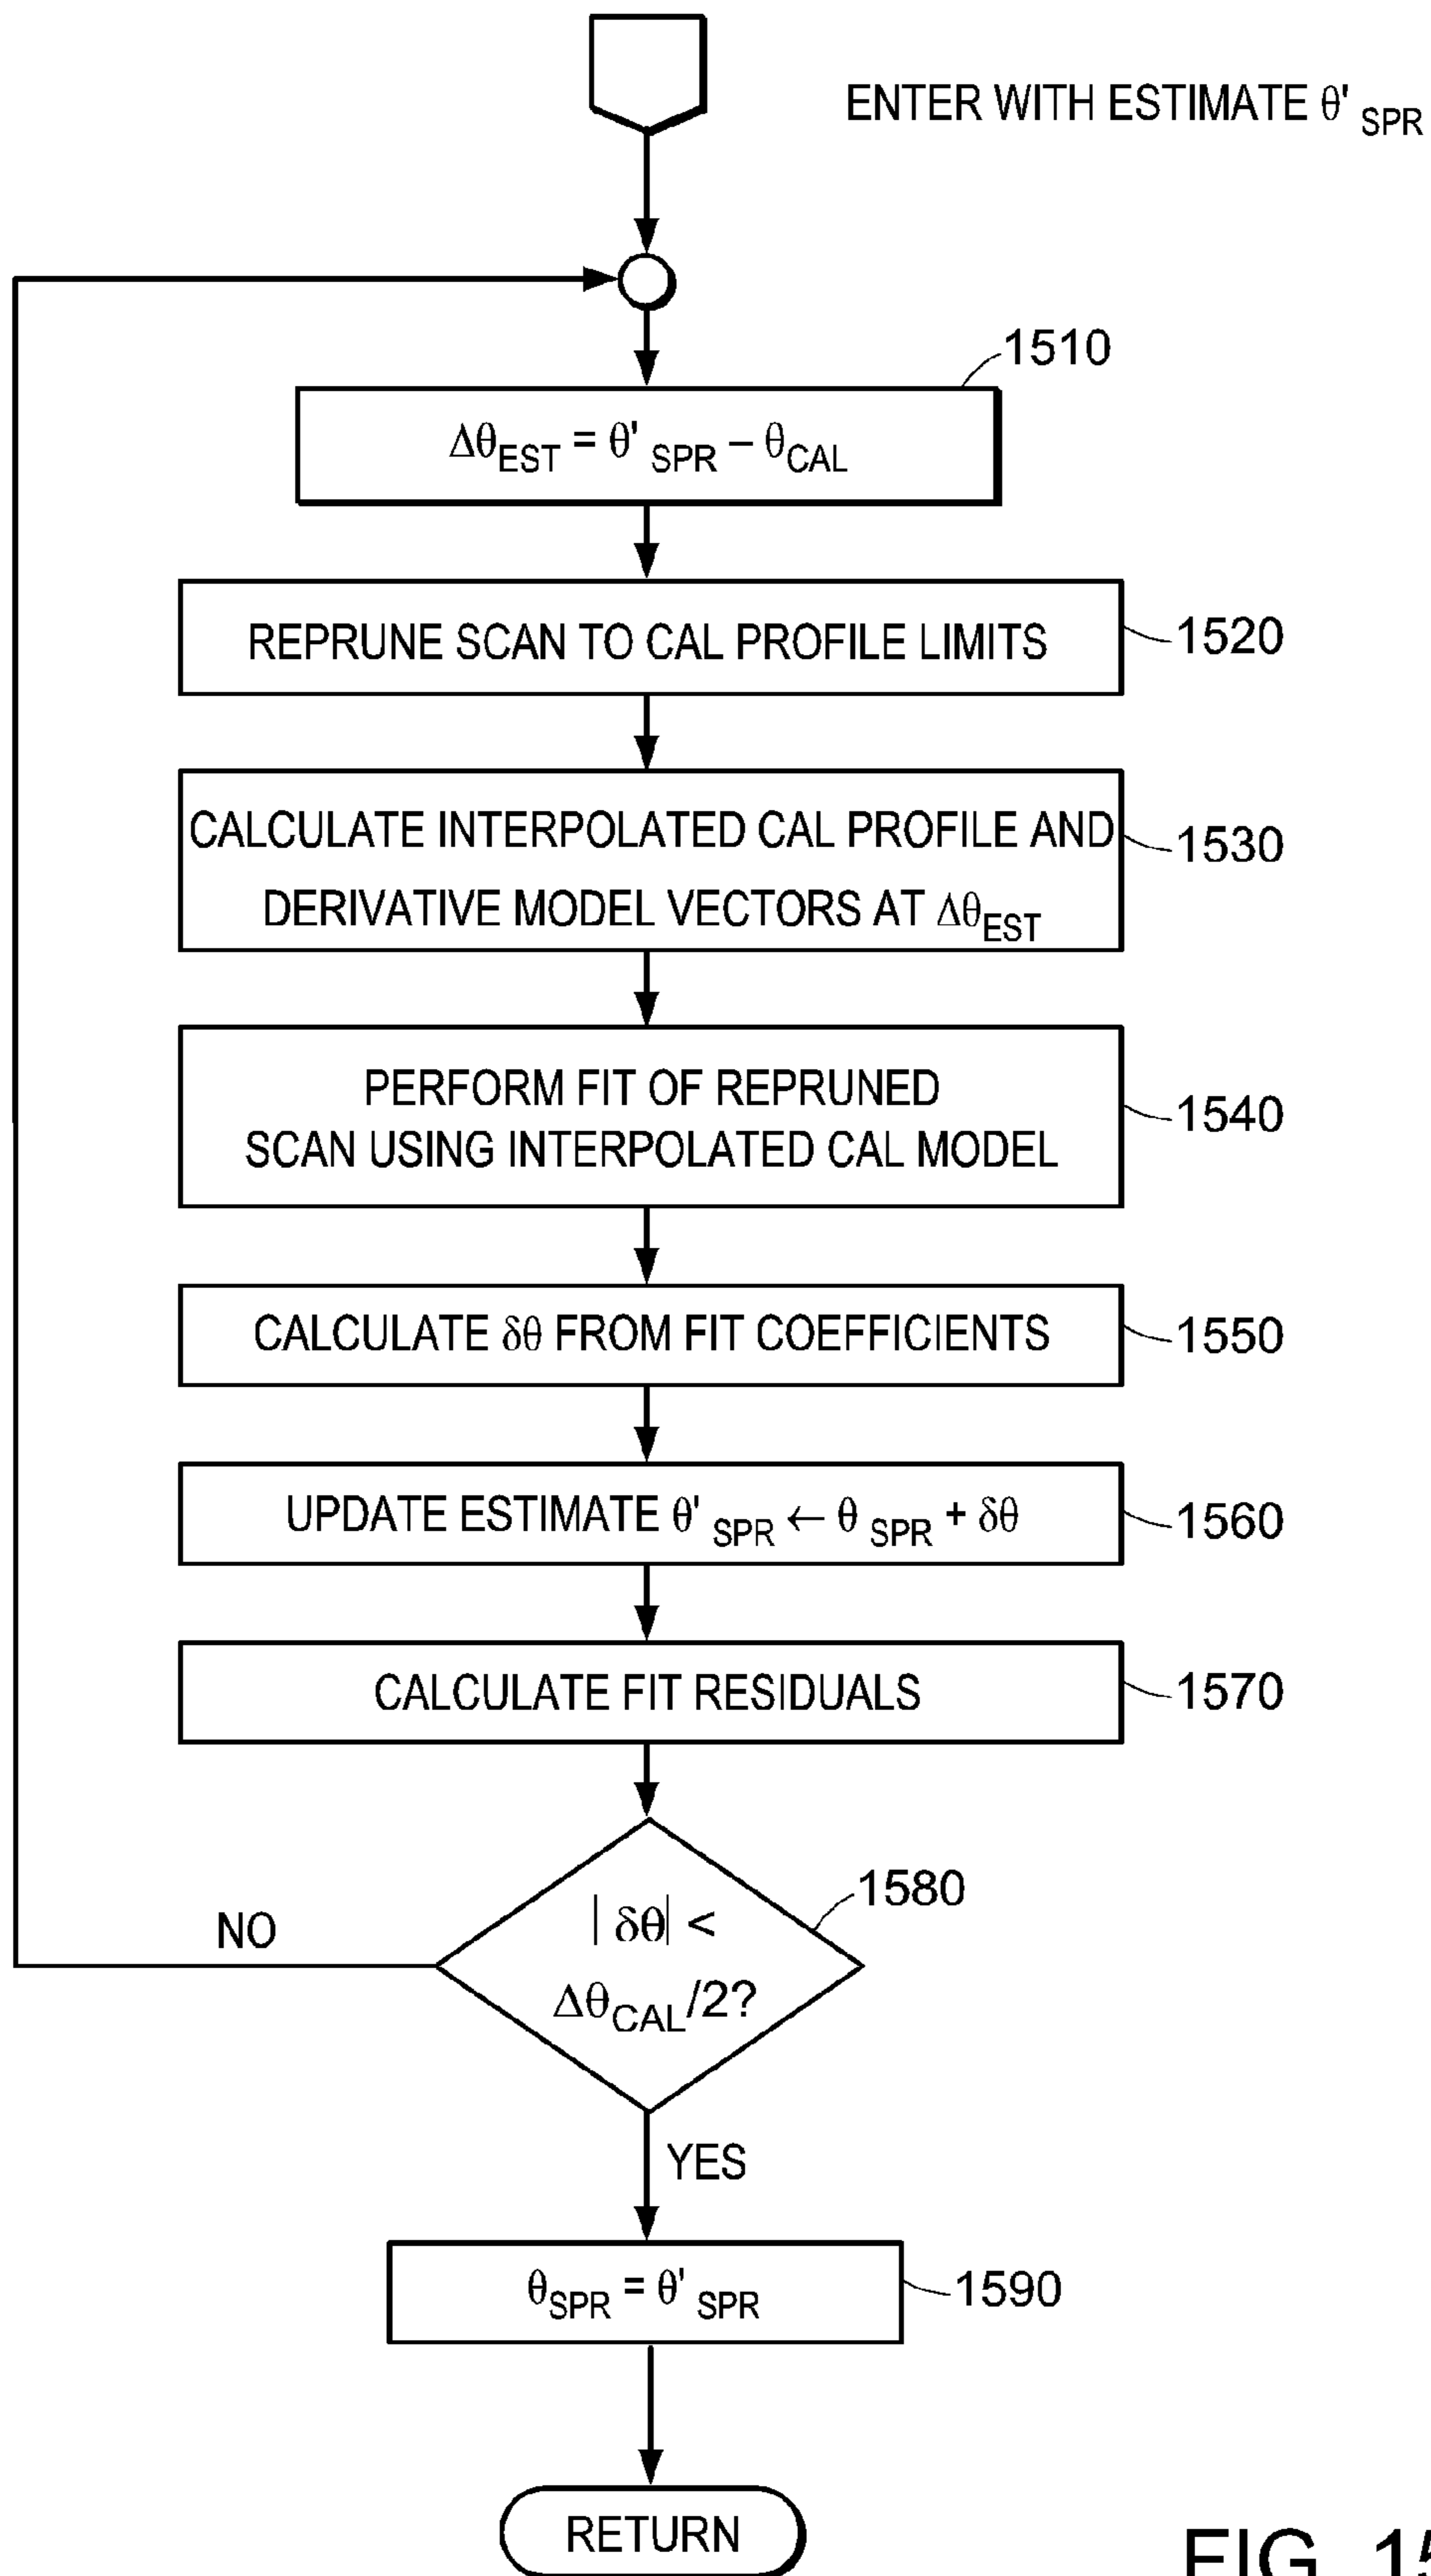 ENTER WITH ESTIMATE θ' SPR
1510
ΔθEST = θ' SPR – θCAL
REPRUNE SCAN TO CAL PROFILE LIMITS
1520
CALCULATE INTERPOLATED CAL PROFILE AND
DERIVATIVE MODEL VECTORS AT ΔθEST
1530
PERFORM FIT OF REPRUNED
SCAN USING INTERPOLATED CAL MODEL
1540
CALCULATE δθ FROM FIT COEFFICIENTS
1550
UPDATE ESTIMATE θ' SPR ← θ SPR + δθ
1560
CALCULATE FIT RESIDUALS
1570
1580
| δθ| <
ΔθCAL/2?
NO
YES
θSPR = θ' SPR
1590
RETURN
FIG. 15